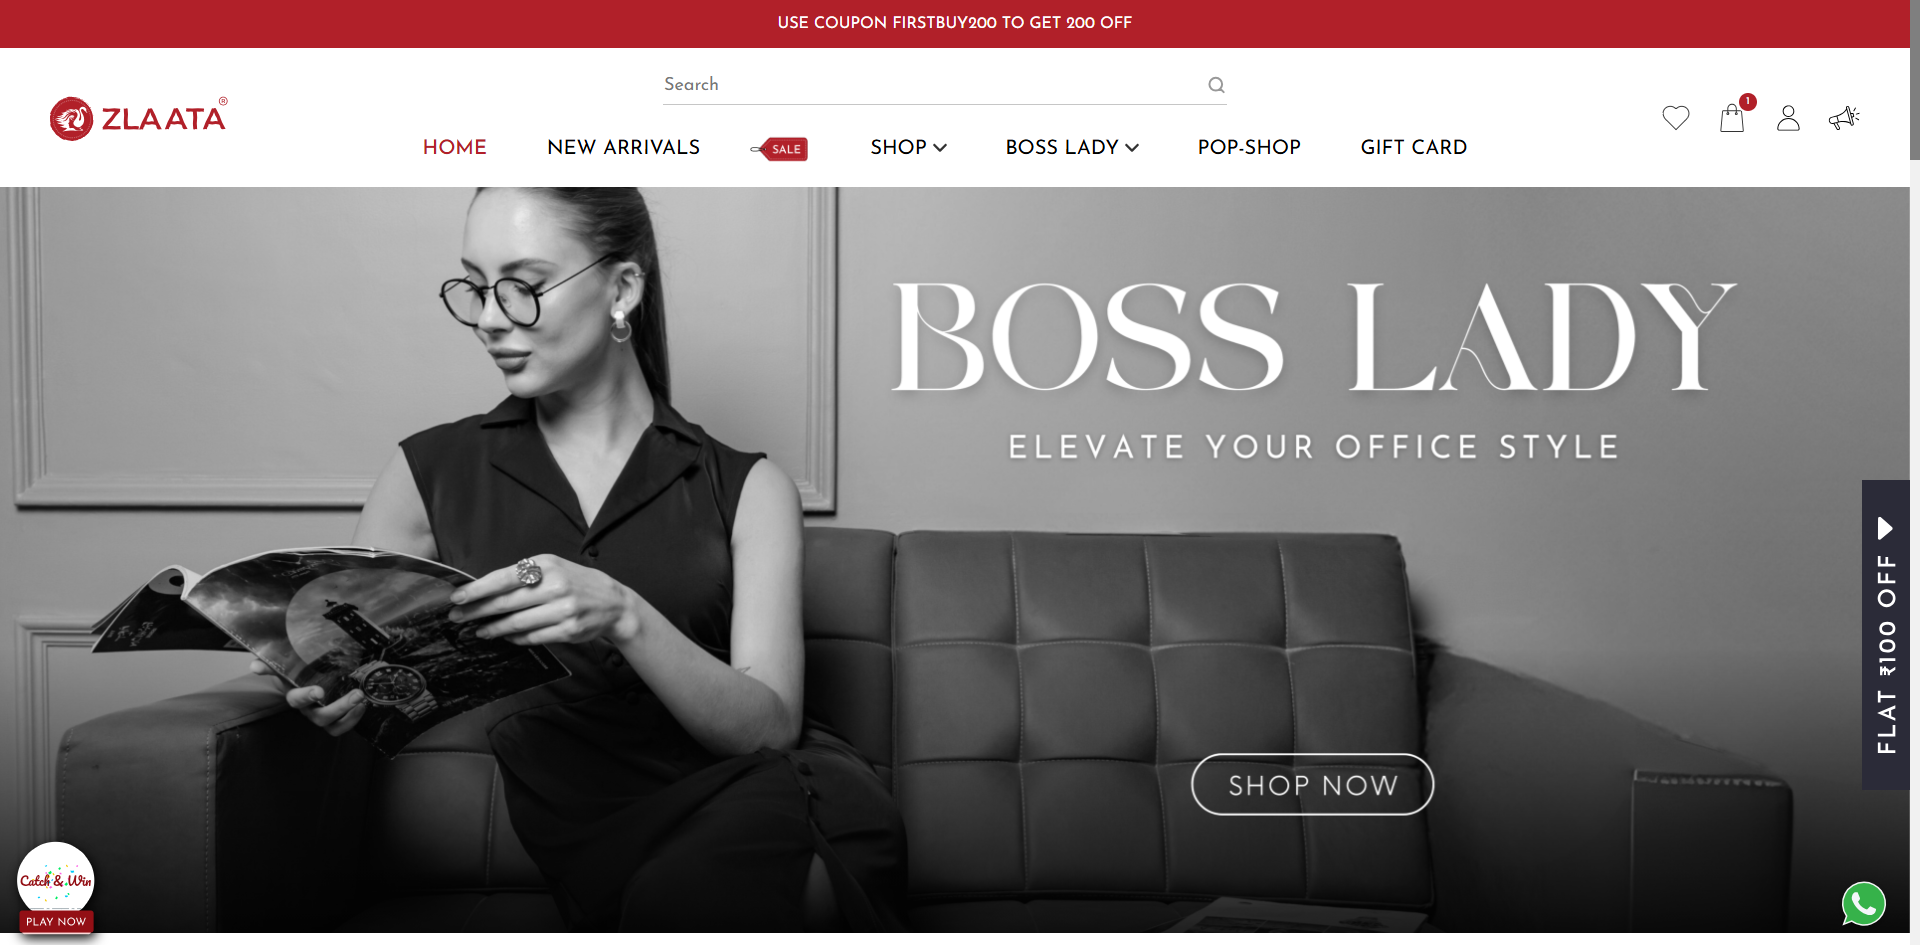 USE COUPON FIRSTBUY200 TO GET 200 OFF
ZLAATA®
Search
1
HOME
NEW ARRIVALS
SALE
SHOP
BOSS LADY
POP-SHOP
GIFT CARD
BOSS LADY
ELEVATE YOUR OFFICE STYLE
FLAT ₹100 OFF
SHOP NOW
Catch & Win
PLAY NOW